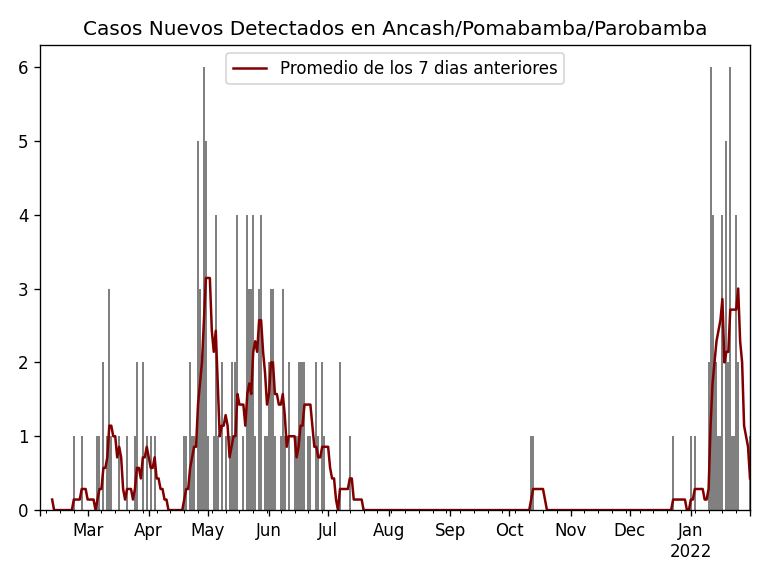 Casos Nuevos Detectados en Ancash/Pomabamba/Parobamba
Promedio de los 7 dias anteriores
6
5
4
3
2
1
0
Mar Apr May Jun Jul Aug Sep Oct Nov Dec Jan
2022